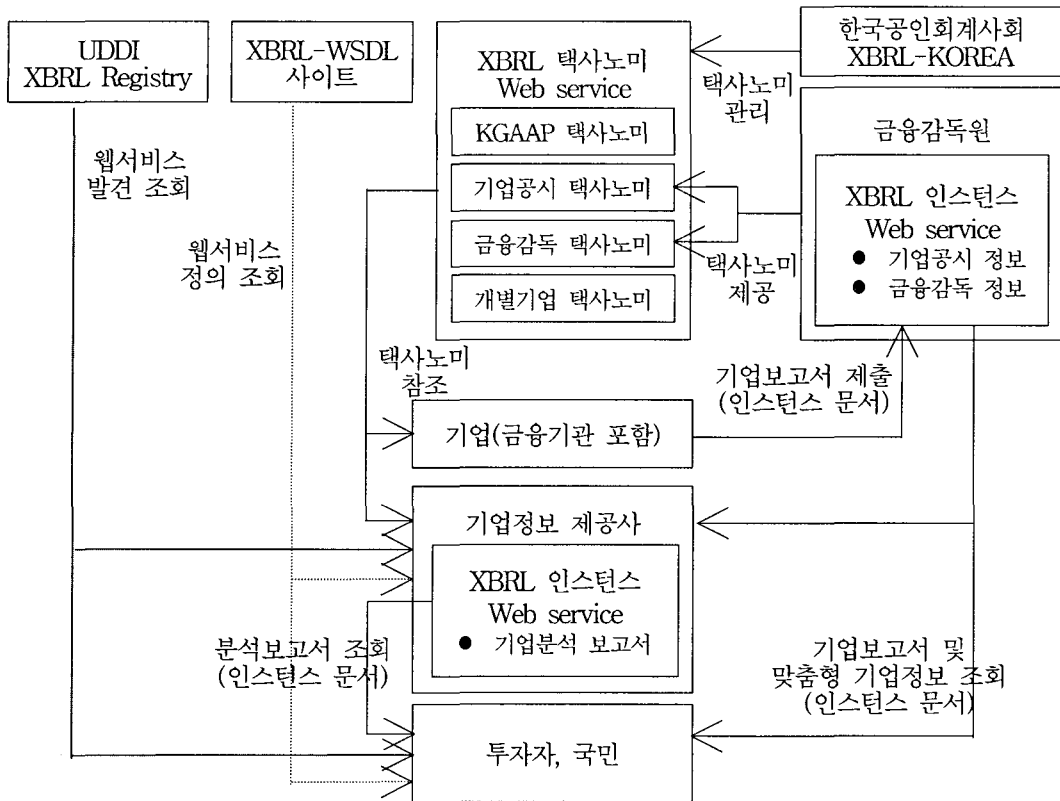 UDDI
XBRL Registry
XBRL-WSDL
사이트
XBRL 택사노미
Web service
KGAAP 택사노미
기업공시 택사노미
금융감독 택사노미
개별기업 택사노미
한국공인회계사회
XBRL-KOREA
택사노미
관리
금융감독원
XBRL 인스턴스
Web service
● 기업공시 정보
● 금융감독 정보
택사노미
제공
웹서비스
발견 조회
웹서비스
정의 조회
택사노미
참조
기업보고서 제출
(인스턴스 문서)
기업(금융기관 포함)
기업정보 제공사
XBRL 인스턴스
Web service
● 기업분석 보고서
분석보고서 조회
(인스턴스 문서)
기업보고서 및
맞춤형 기업정보 조회
(인스턴스 문서)
투자자, 국민